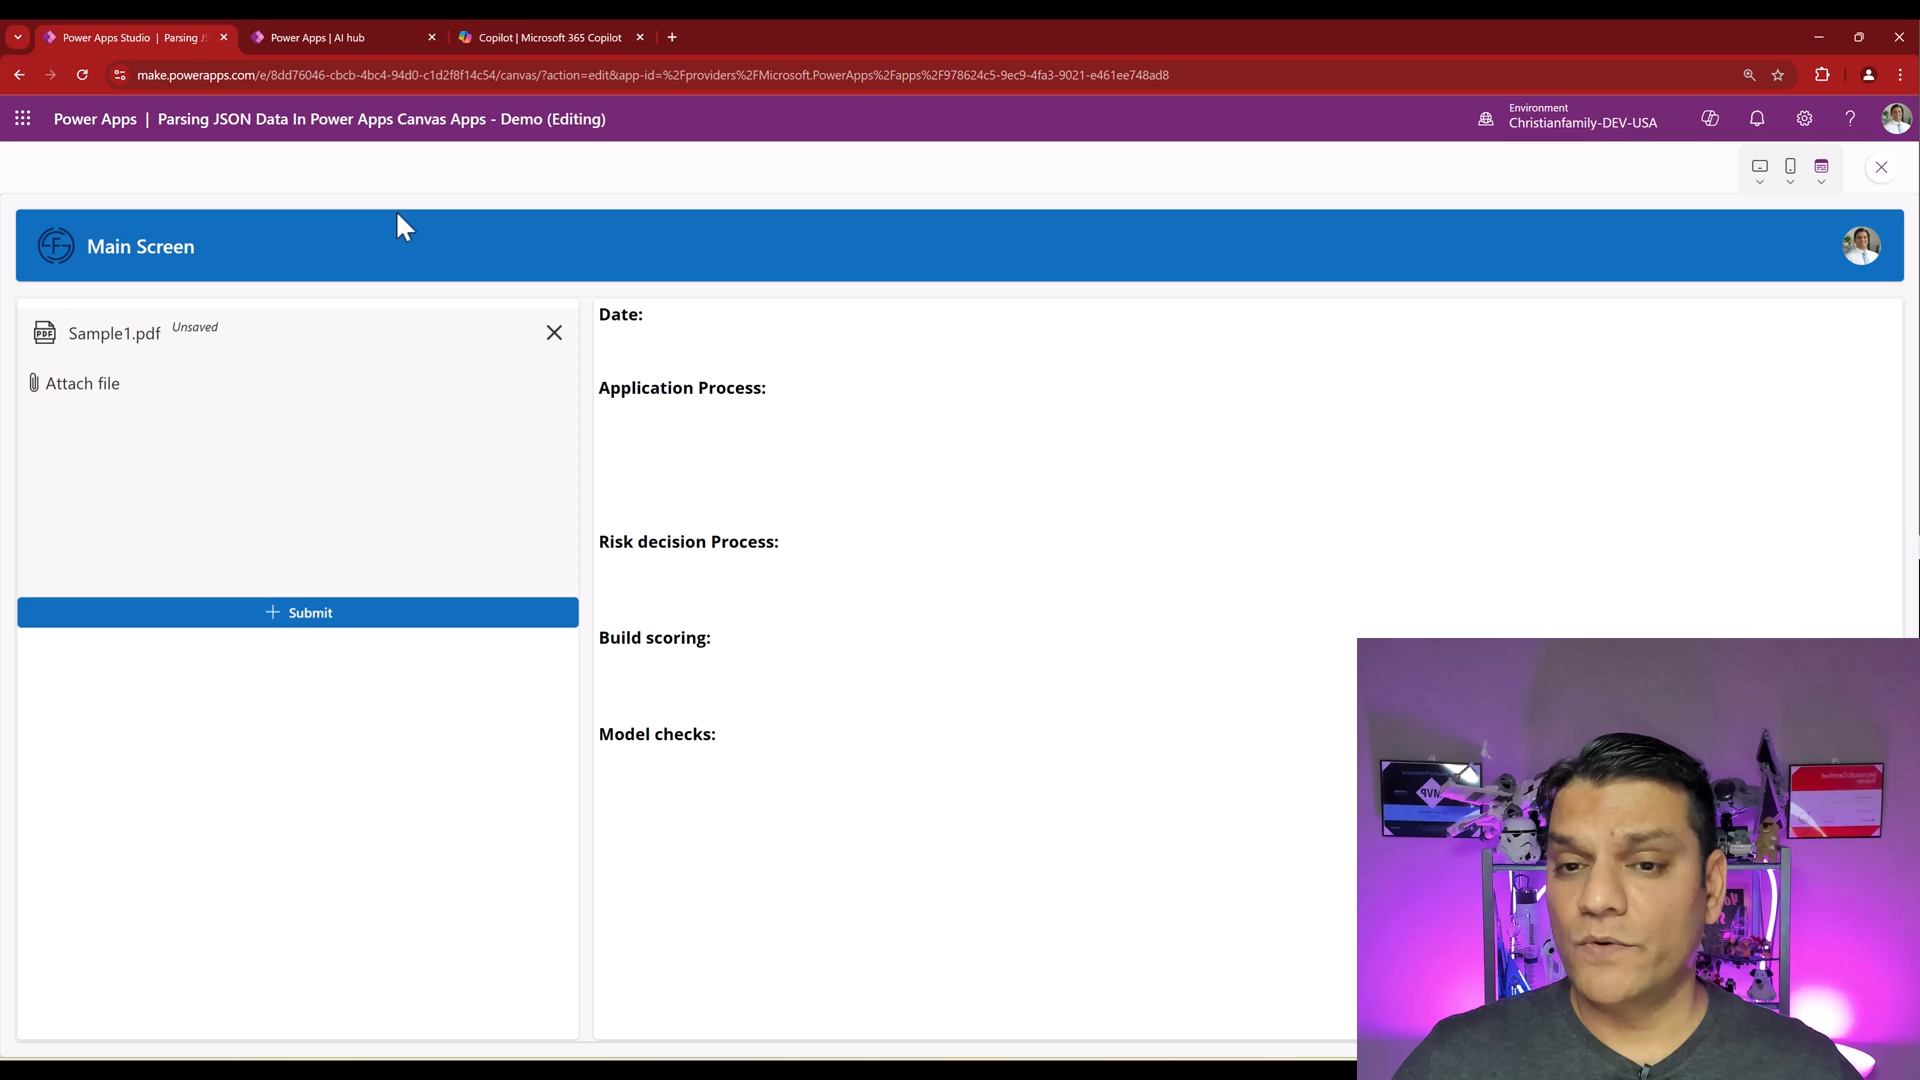 Power Apps Studio | Parsing JS
Power Apps | AI hub
Copilot | Microsoft 365 Copilot
make.powerapps.com/e/8dd76046-cbcb-4bc4-94d0-c1d2f8f14c54/canvas/?action=edit&app-id=%2Fproviders%2FMicrosoft.PowerApps%2Fapps%2F978624c5-9ec9-4fa3-9021-e461ee748ad8
Power Apps | Parsing JSON Data In Power Apps Canvas Apps - Demo (Editing)
Environment
Christianfamily-DEV-USA
Main Screen
PDF Sample1.pdf Unsaved
Attach file
Submit
Date:
Application Process:
Risk decision Process:
Build scoring:
Model checks: